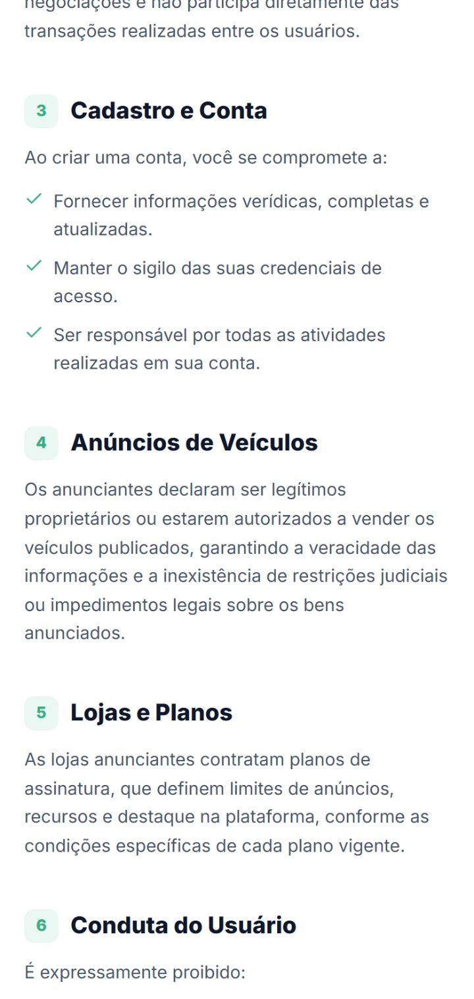 negociações e não participa diretamente das
transações realizadas entre os usuários.
3 Cadastro e Conta
Ao criar uma conta, você se compromete a:
Fornecer informações verídicas, completas e
atualizadas.
Manter o sigilo das suas credenciais de
acesso.
Ser responsável por todas as atividades
realizadas em sua conta.
4 Anúncios de Veículos
Os anunciantes declaram ser legítimos
proprietários ou estarem autorizados a vender os
veículos publicados, garantindo a veracidade das
informações e a inexistência de restrições judiciais
ou impedimentos legais sobre os bens
anunciados.
5 Lojas e Planos
As lojas anunciantes contratam planos de
assinatura, que definem limites de anúncios,
recursos e destaque na plataforma, conforme as
condições específicas de cada plano vigente.
6 Conduta do Usuário
É expressamente proibido: